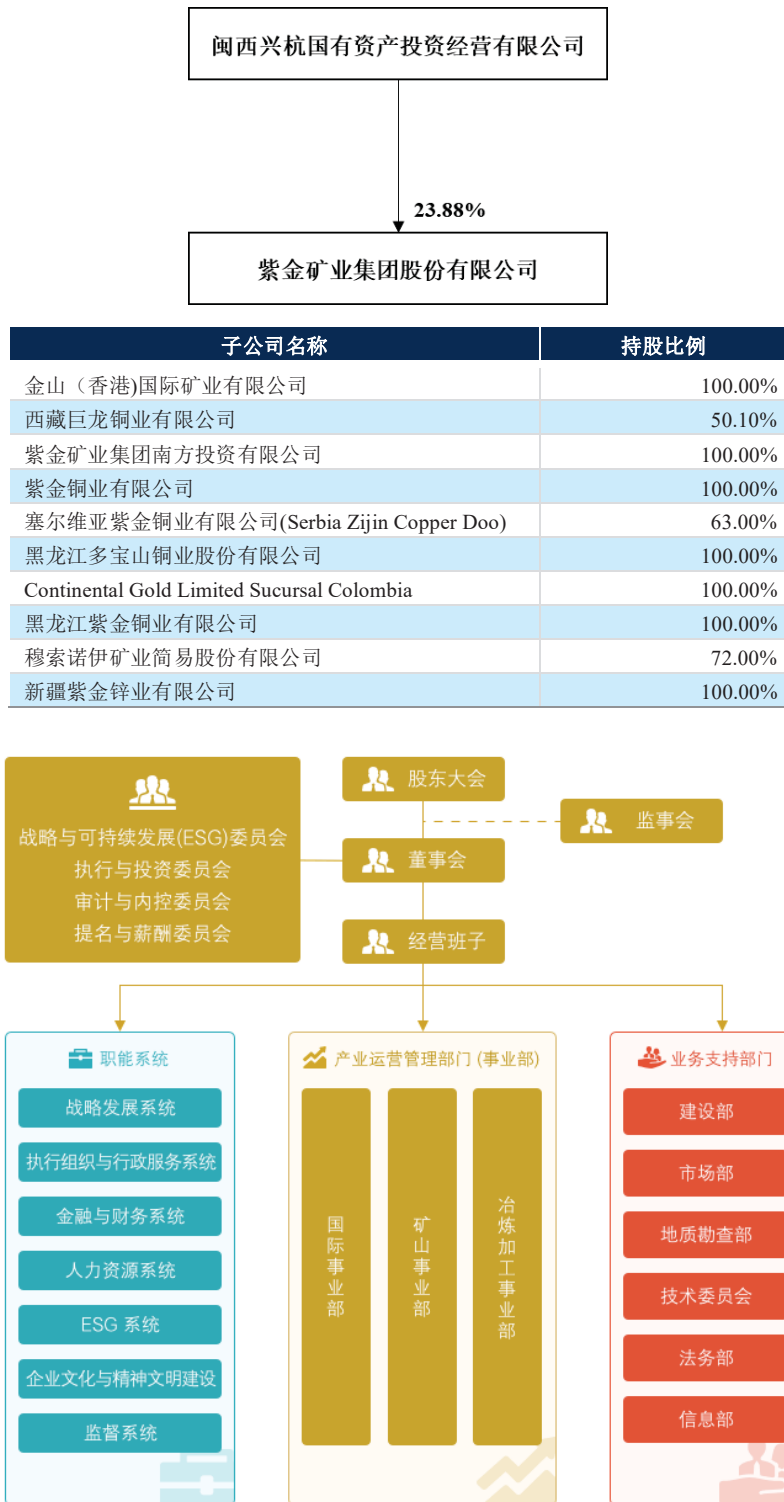 闽西兴杭国有资产投资经营有限公司
23.88%
紫金矿业集团股份有限公司
子公司名称 持股比例
金山（香港)国际矿业有限公司 100.00%
西藏巨龙铜业有限公司 50.10%
紫金矿业集团南方投资有限公司 100.00%
紫金铜业有限公司 100.00%
塞尔维亚紫金铜业有限公司(Serbia Zijin Copper Doo) 63.00%
黑龙江多宝山铜业股份有限公司 100.00%
Continental Gold Limited Sucursal Colombia 100.00%
黑龙江紫金铜业有限公司 100.00%
穆索诺伊矿业简易股份有限公司 72.00%
新疆紫金锌业有限公司 100.00%
战略与可持续发展(ESG)委员会
执行与投资委员会
审计与内控委员会
提名与薪酬委员会
股东大会
监事会
董事会
经营班子
职能系统
战略发展系统
执行组织与行政服务系统
金融与财务系统
人力资源系统
ESG 系统
企业文化与精神文明建设
监督系统
产业运营管理部门 (事业部)
国际事业部
矿山事业部
冶炼加工事业部
业务支持部门
建设部
市场部
地质勘查部
技术委员会
法务部
信息部